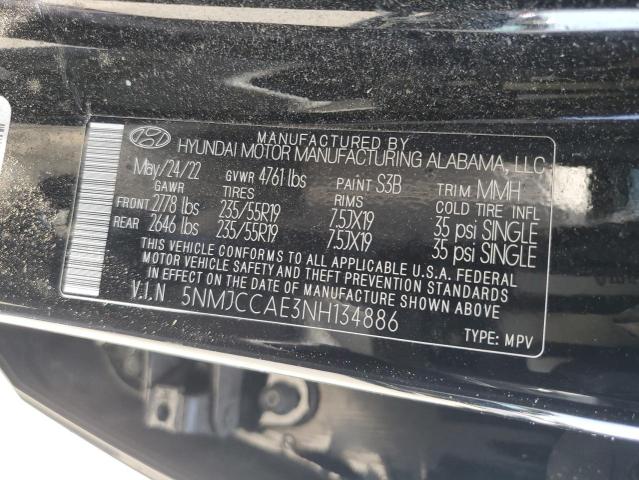 MANUFACTURED BY
HYUNDAI MOTOR MANUFACTURING ALABAMA, LLC
May/24/22 GVWR 4761 lbs PAINT S3B TRIM MMH
GAWR TIRES RIMS COLD TIRE INFL
FRONT 2778 lbs 235/55R19 7.5JX19 35 psi SINGLE
REAR 2646 lbs 235/55R19 7.5JX19 35 psi SINGLE
THIS VEHICLE CONFORMS TO ALL APPLICABLE U.S.A. FEDERAL
MOTOR VEHICLE SAFETY AND THEFT PREVENTION STANDARDS
IN EFFECT ON THE DATE OF MANUFACTURE SHOWN ABOVE
V.I.N 5NMJCCAE3NH134886
TYPE: MPV